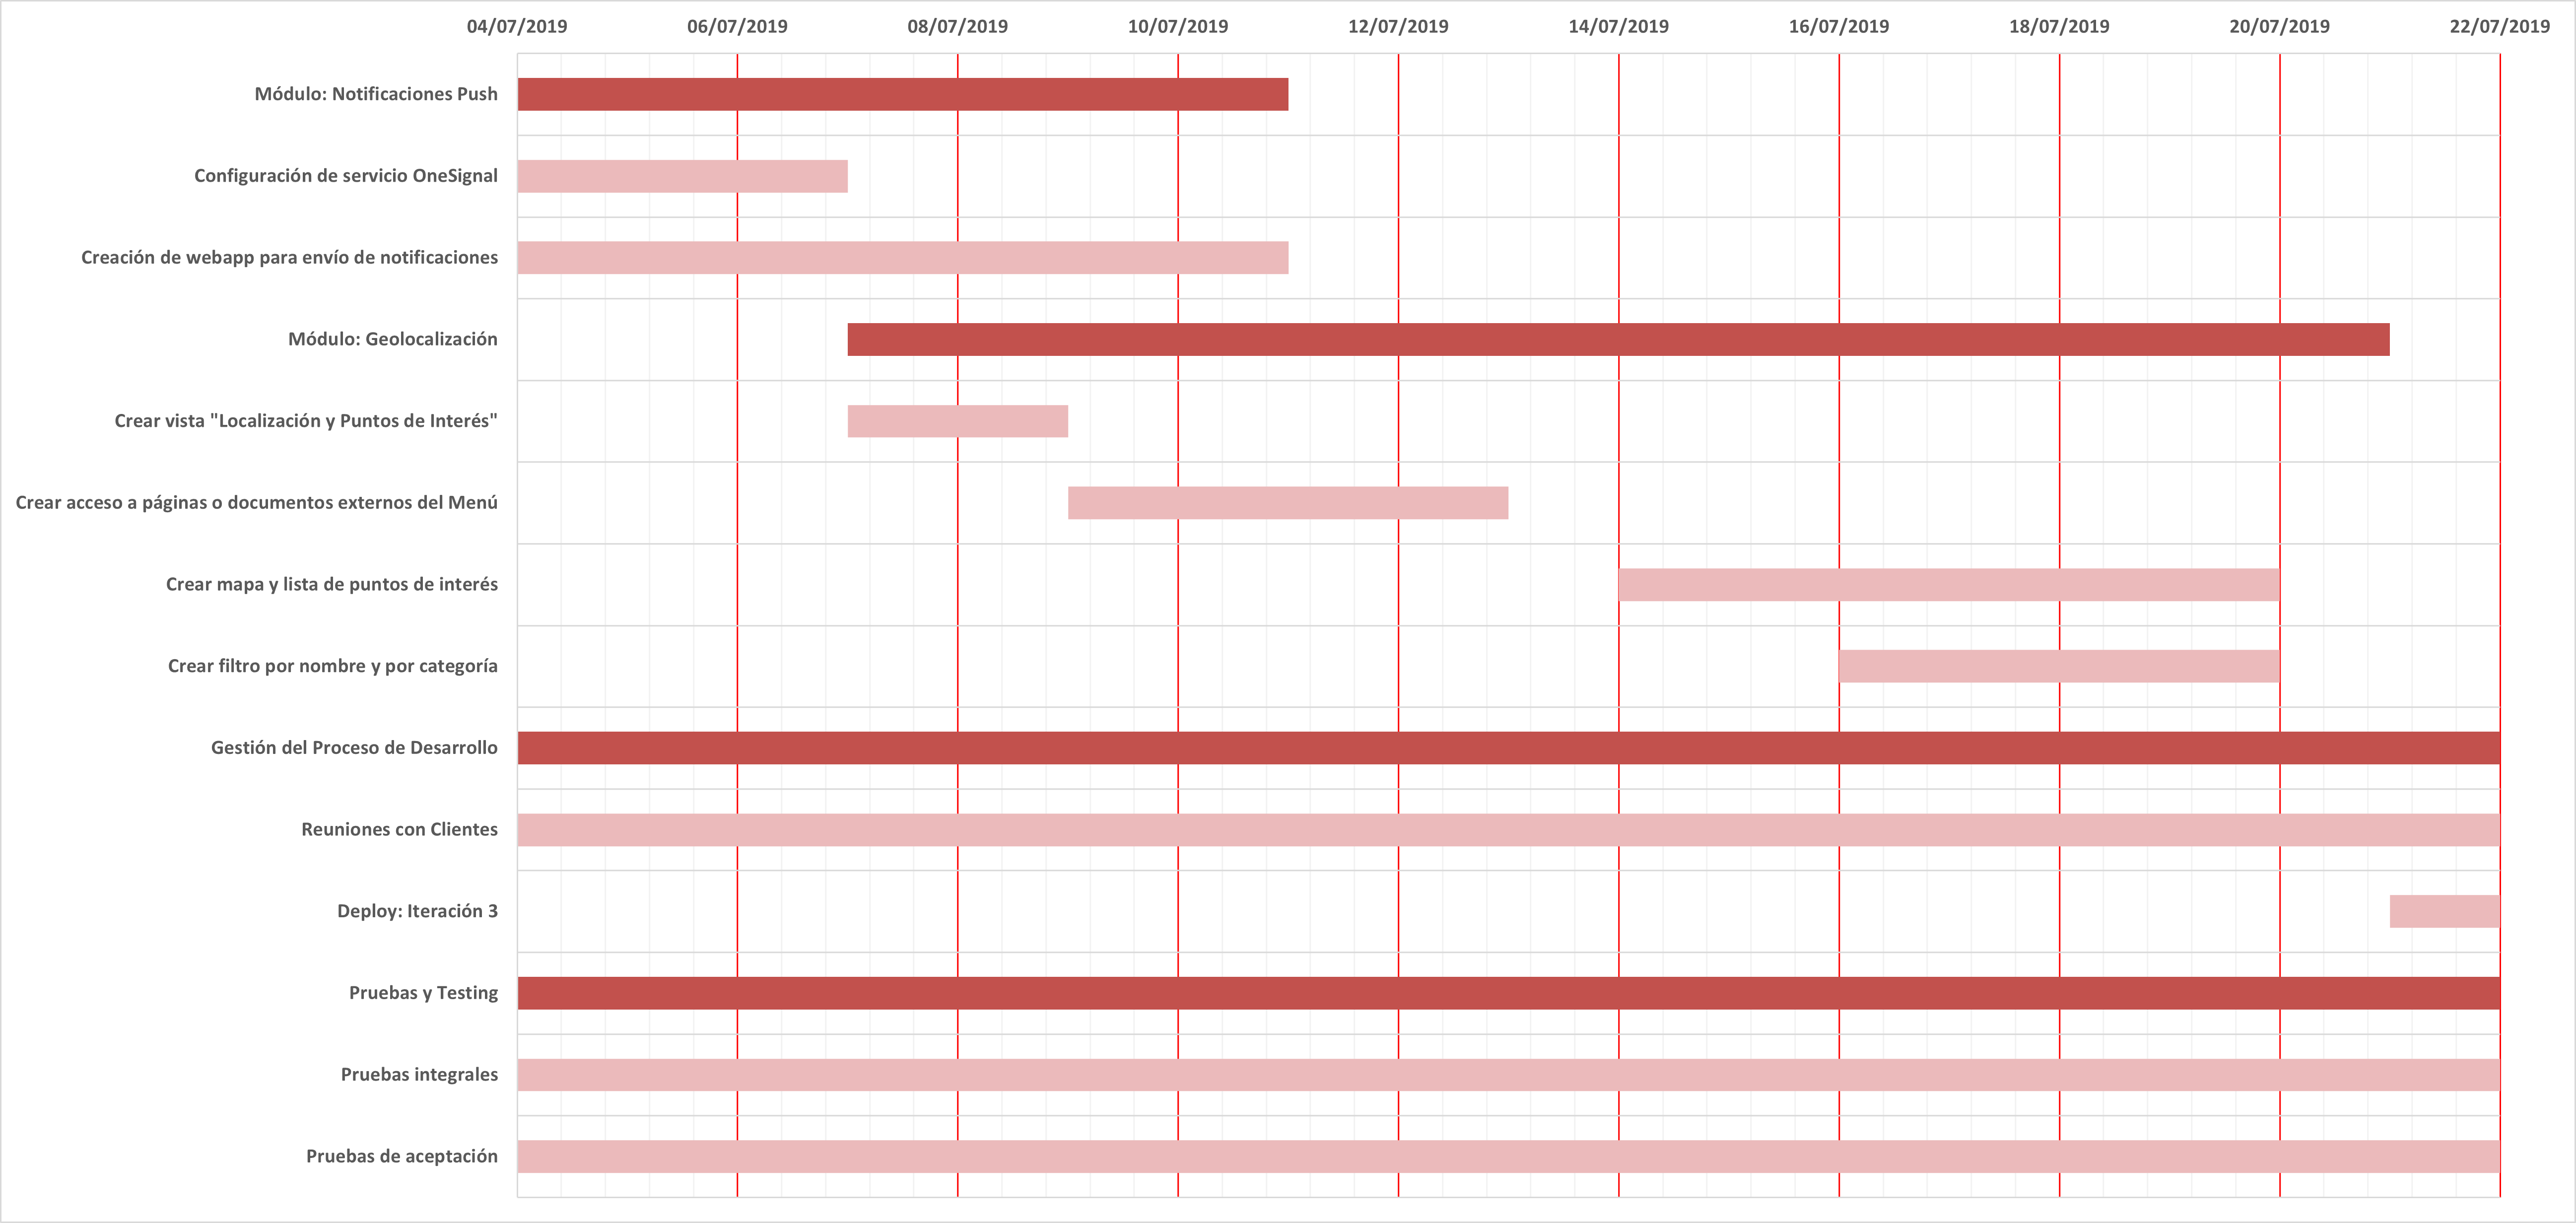 04/07/2019 06/07/2019 08/07/2019 10/07/2019 12/07/2019 14/07/2019 16/07/2019 18/07/2019 20/07/2019 22/07/2019
Módulo: Notificaciones Push
Configuración de servicio OneSignal
Creación de webapp para envío de notificaciones
Módulo: Geolocalización
Crear vista "Localización y Puntos de Interés"
Crear acceso a páginas o documentos externos del Menú
Crear mapa y lista de puntos de interés
Crear filtro por nombre y por categoría
Gestión del Proceso de Desarrollo
Reuniones con Clientes
Deploy: Iteración 3
Pruebas y Testing
Pruebas integrales
Pruebas de aceptación